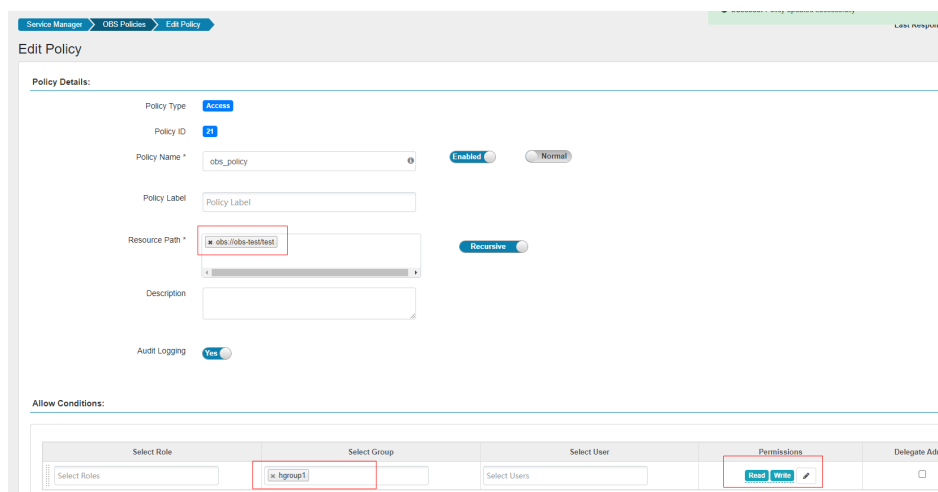 Service Manager OBS Policies Edit Policy
Last Respon
Edit Policy
Policy Details:
Policy Type Access
Policy ID 21
Policy Name * obs_policy Enabled Normal
Policy Label Policy Label
Resource Path * × obs://obs-test/test Recursive
Description
Audit Logging Yes
Allow Conditions:
Select Role Select Group Select User Permissions Delegate Adm
Select Roles × hgroup1 Select Users Read Write